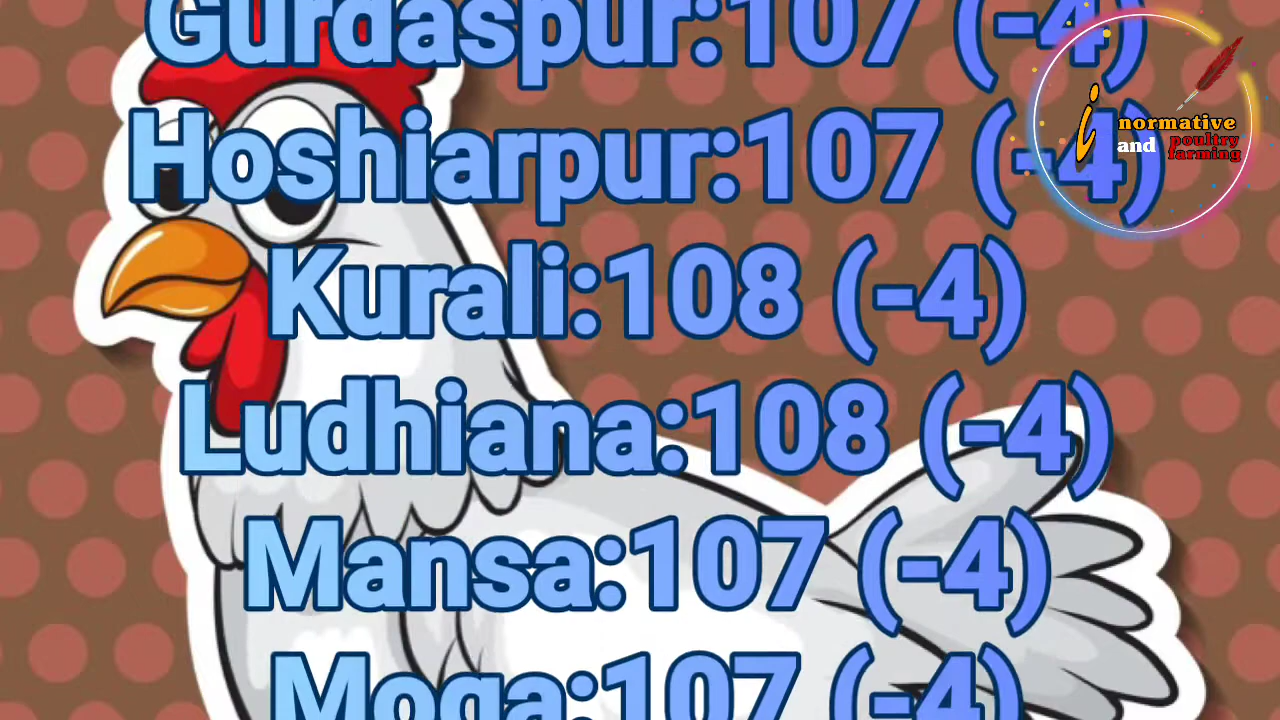 Gurdaspur:107 (-4)
Hoshiarpur:107 (-4)
Kurali:108 (-4)
Ludhiana:108 (-4)
Mansa:107 (-4)
Moga:107 (-4)
i normative
and poultry
farming